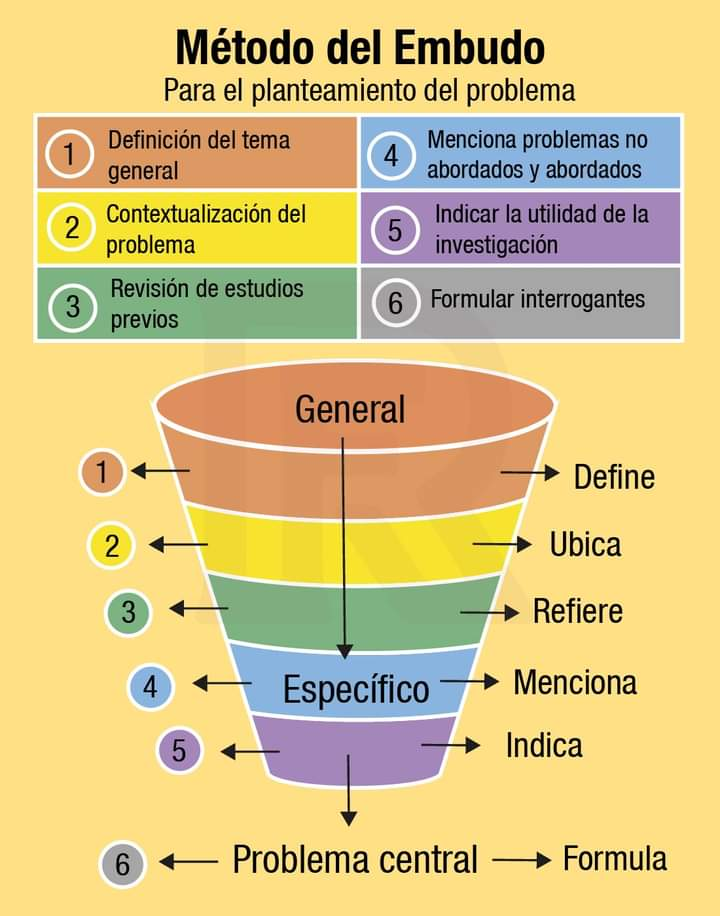 Método del Embudo
Para el planteamiento del problema
1 Definición del tema
general
2 Contextualización del
problema
3 Revisión de estudios
previos
4 Menciona problemas no
abordados y abordados
5 Indicar la utilidad de la
investigación
6 Formular interrogantes
General
1 Define
2 Ubica
3 Refiere
4 Específico Menciona
5 Indica
6 Problema central Formula